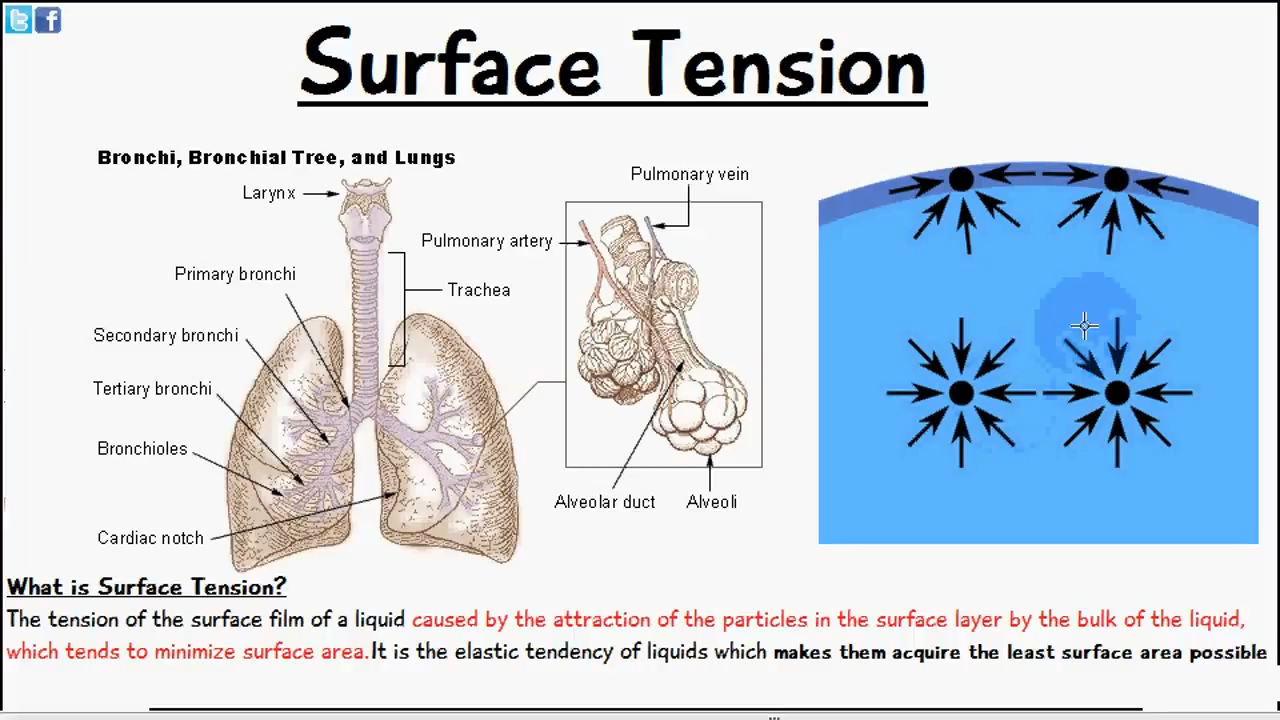 Surface Tension
Bronchi, Bronchial Tree, and Lungs
Larynx
Primary bronchi
Secondary bronchi
Tertiary bronchi
Bronchioles
Cardiac notch
Trachea
Pulmonary vein
Pulmonary artery
Alveolar duct
Alveoli
What is Surface Tension?
The tension of the surface film of a liquid caused by the attraction of the particles in the surface layer by the bulk of the liquid,
which tends to minimize surface area.It is the elastic tendency of liquids which makes them acquire the least surface area possible